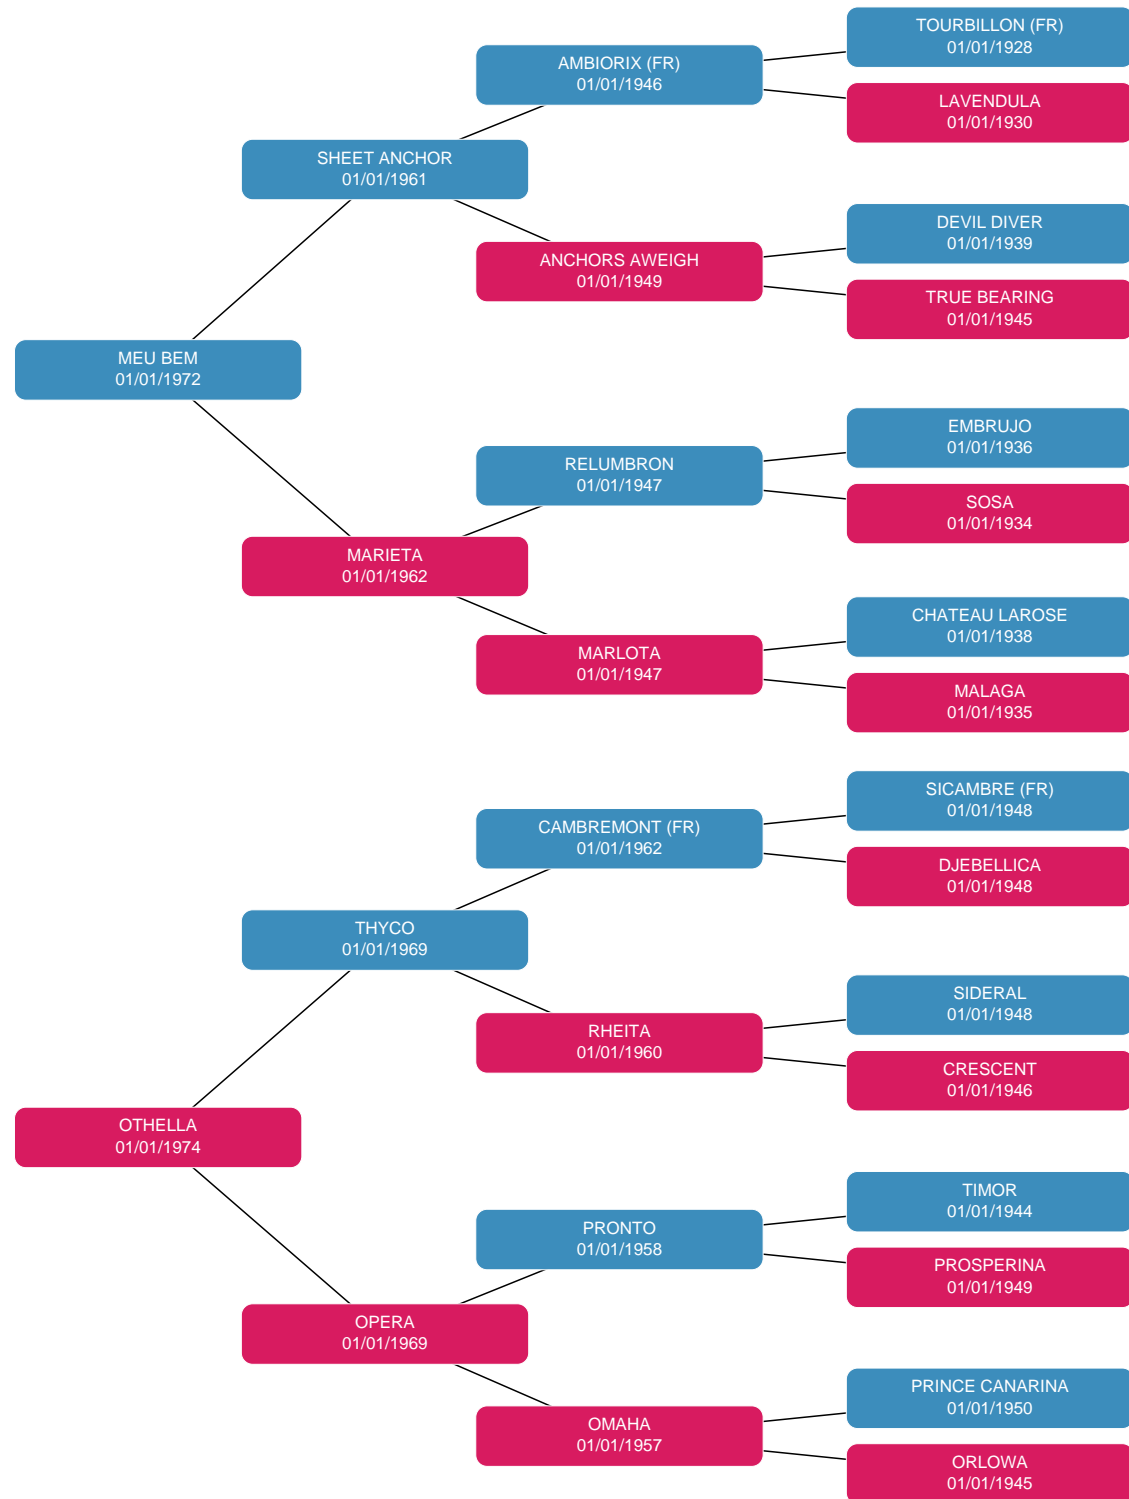 TOURBILLON (FR)
01/01/1928
AMBIORIX (FR)
01/01/1946
LAVENDULA
01/01/1930
SHEET ANCHOR
01/01/1961
DEVIL DIVER
01/01/1939
ANCHORS AWEIGH
01/01/1949
TRUE BEARING
01/01/1945
MEU BEM
01/01/1972
EMBRUJO
01/01/1936
RELUMBRON
01/01/1947
SOSA
01/01/1934
MARIETA
01/01/1962
CHATEAU LAROSE
01/01/1938
MARLOTA
01/01/1947
MALAGA
01/01/1935
SICAMBRE (FR)
01/01/1948
CAMBREMONT (FR)
01/01/1962
DJEBELLICA
01/01/1948
THYCO
01/01/1969
SIDERAL
01/01/1948
RHEITA
01/01/1960
CRESCENT
01/01/1946
OTHELLA
01/01/1974
TIMOR
01/01/1944
PRONTO
01/01/1958
PROSPERINA
01/01/1949
OPERA
01/01/1969
PRINCE CANARINA
01/01/1950
OMAHA
01/01/1957
ORLOWA
01/01/1945